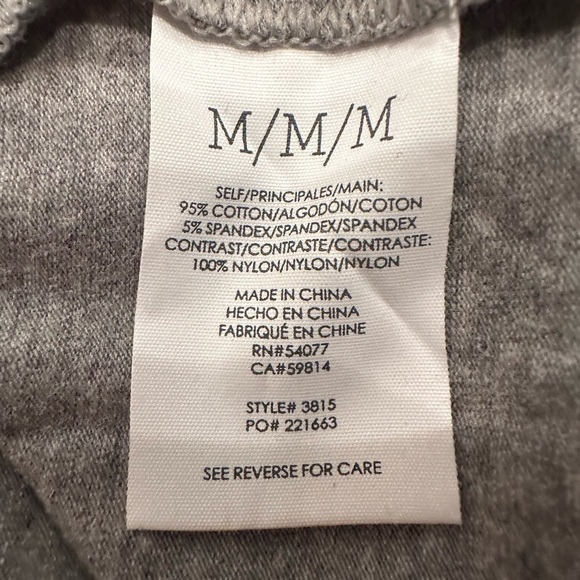 M/M/M
SELF/PRINCIPALES/MAIN:
95% COTTON/ALGODÓN/COTON
5% SPANDEX/SPANDEX/SPANDEX
CONTRAST/CONTRASTE/CONTRASTE:
100% NYLON/NYLON/NYLON
MADE IN CHINA
HECHO EN CHINA
FABRIQUÉ EN CHINE
RN#54077
CA#59814
STYLE# 3815
PO# 221663
SEE REVERSE FOR CARE